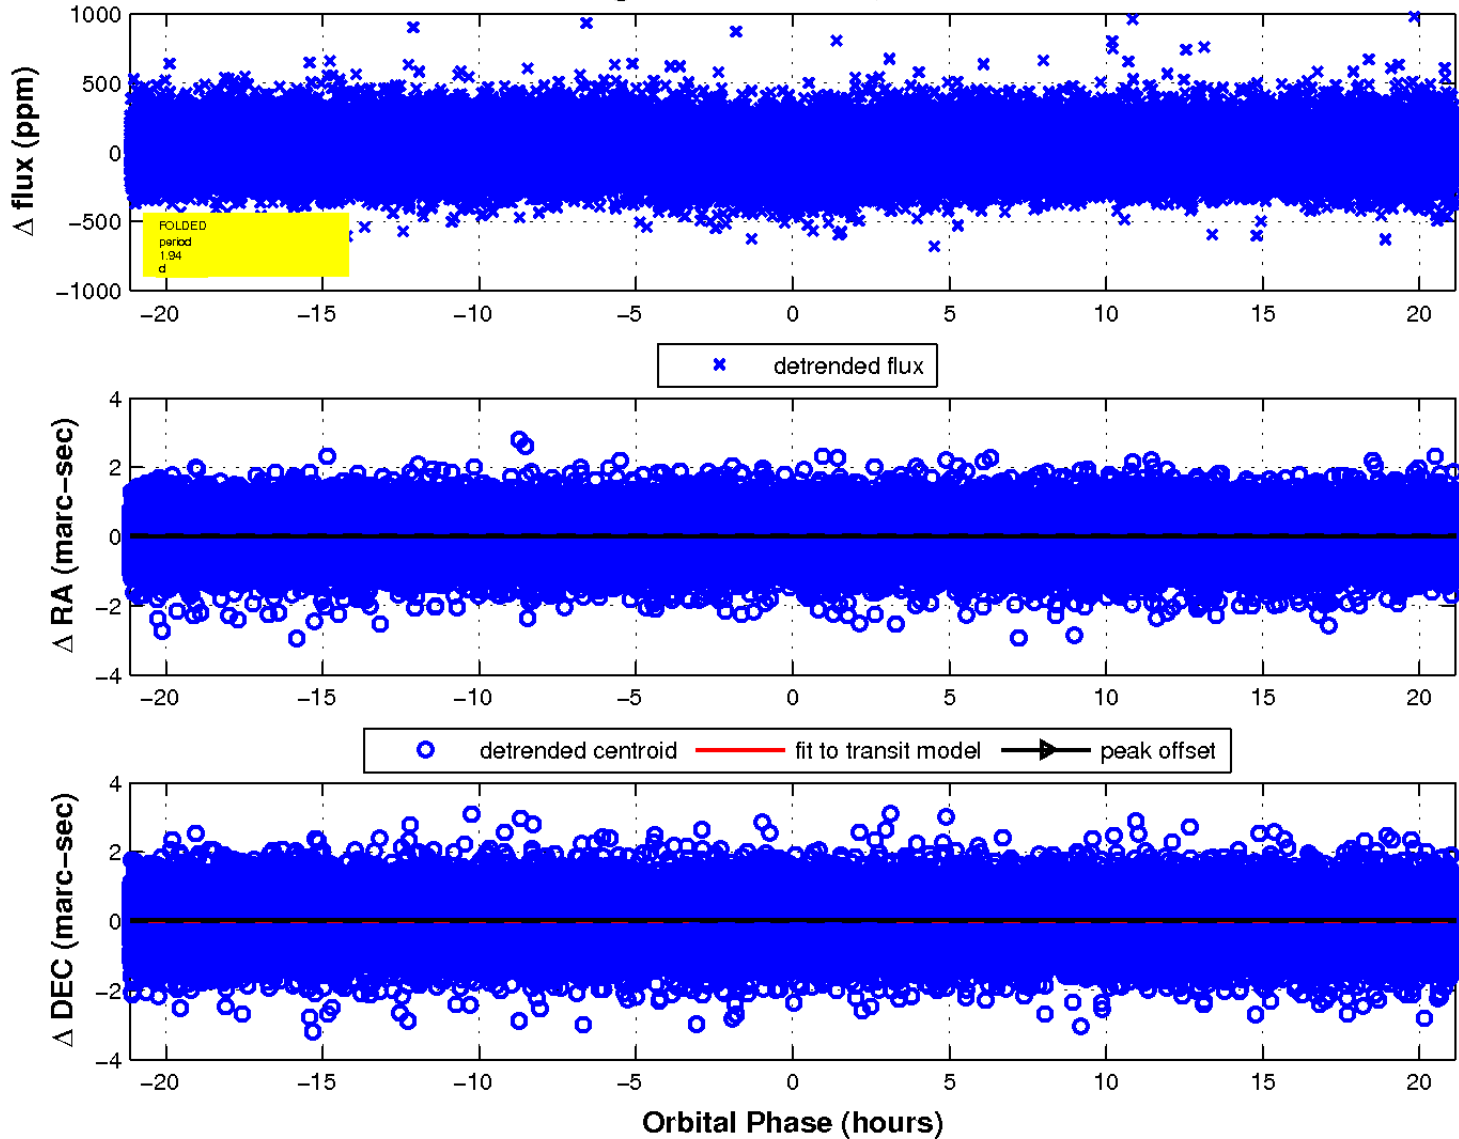 1000
500
0
−500
−1000
Δ flux (ppm)
FOLDED
period
1.94
d
−20 −15 −10 −5 0 5 10 15 20
detrended flux
4
2
0
−2
−4
Δ RA (marc−sec)
−20 −15 −10 −5 0 5 10 15 20
detrended centroid fit to transit model peak offset
4
2
0
−2
−4
Δ DEC (marc−sec)
−20 −15 −10 −5 0 5 10 15 20
Orbital Phase (hours)